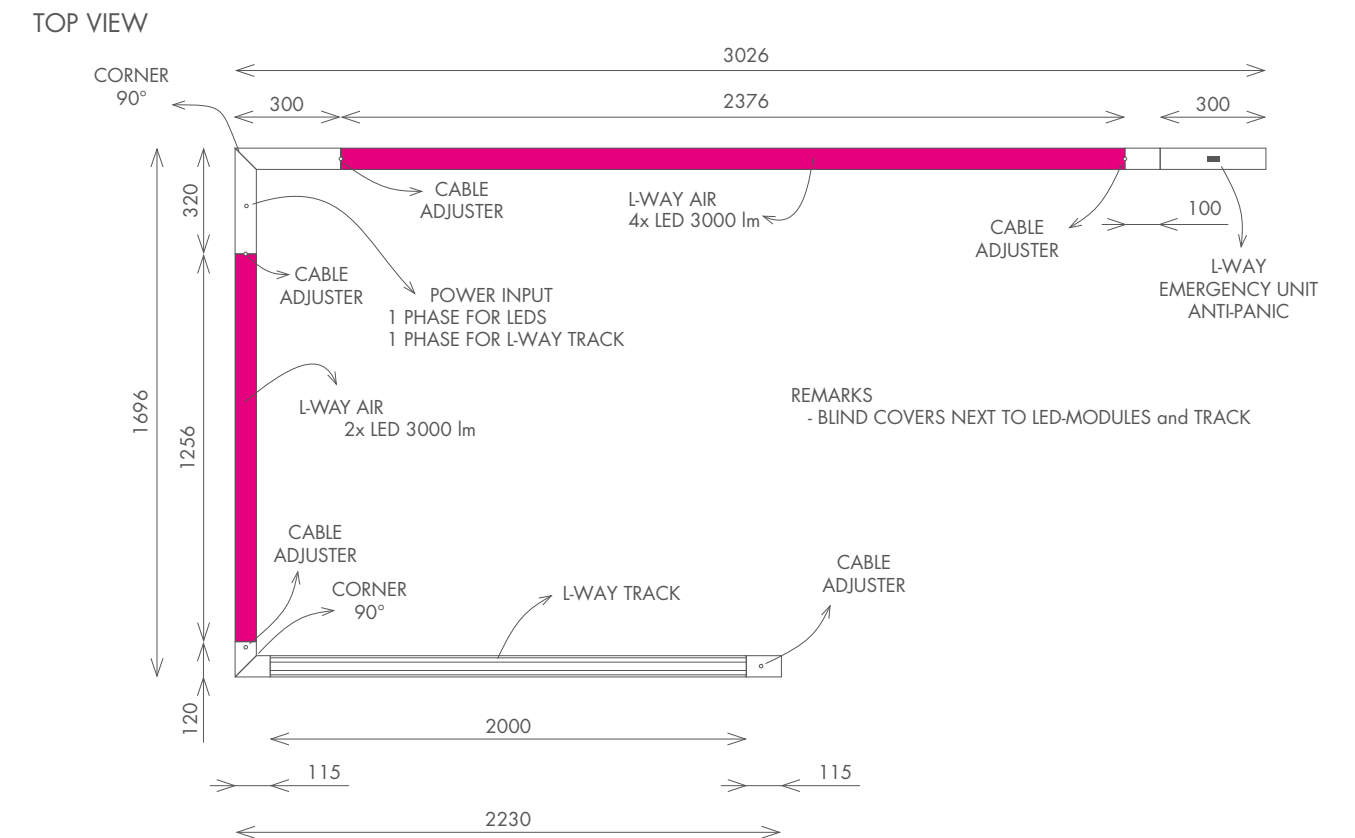 TOP VIEW
3026
CORNER
90°
300
2376
300
320
CABLE
ADJUSTER
L-WAY AIR
4x LED 3000 lm
CABLE
ADJUSTER
100
L-WAY
EMERGENCY UNIT
ANTI-PANIC
CABLE
ADJUSTER
POWER INPUT
1 PHASE FOR LEDS
1 PHASE FOR L-WAY TRACK
1696
1256
L-WAY AIR
2x LED 3000 lm
REMARKS
- BLIND COVERS NEXT TO LED-MODULES and TRACK
CABLE
ADJUSTER
CORNER
90°
L-WAY TRACK
CABLE
ADJUSTER
120
2000
115
115
2230